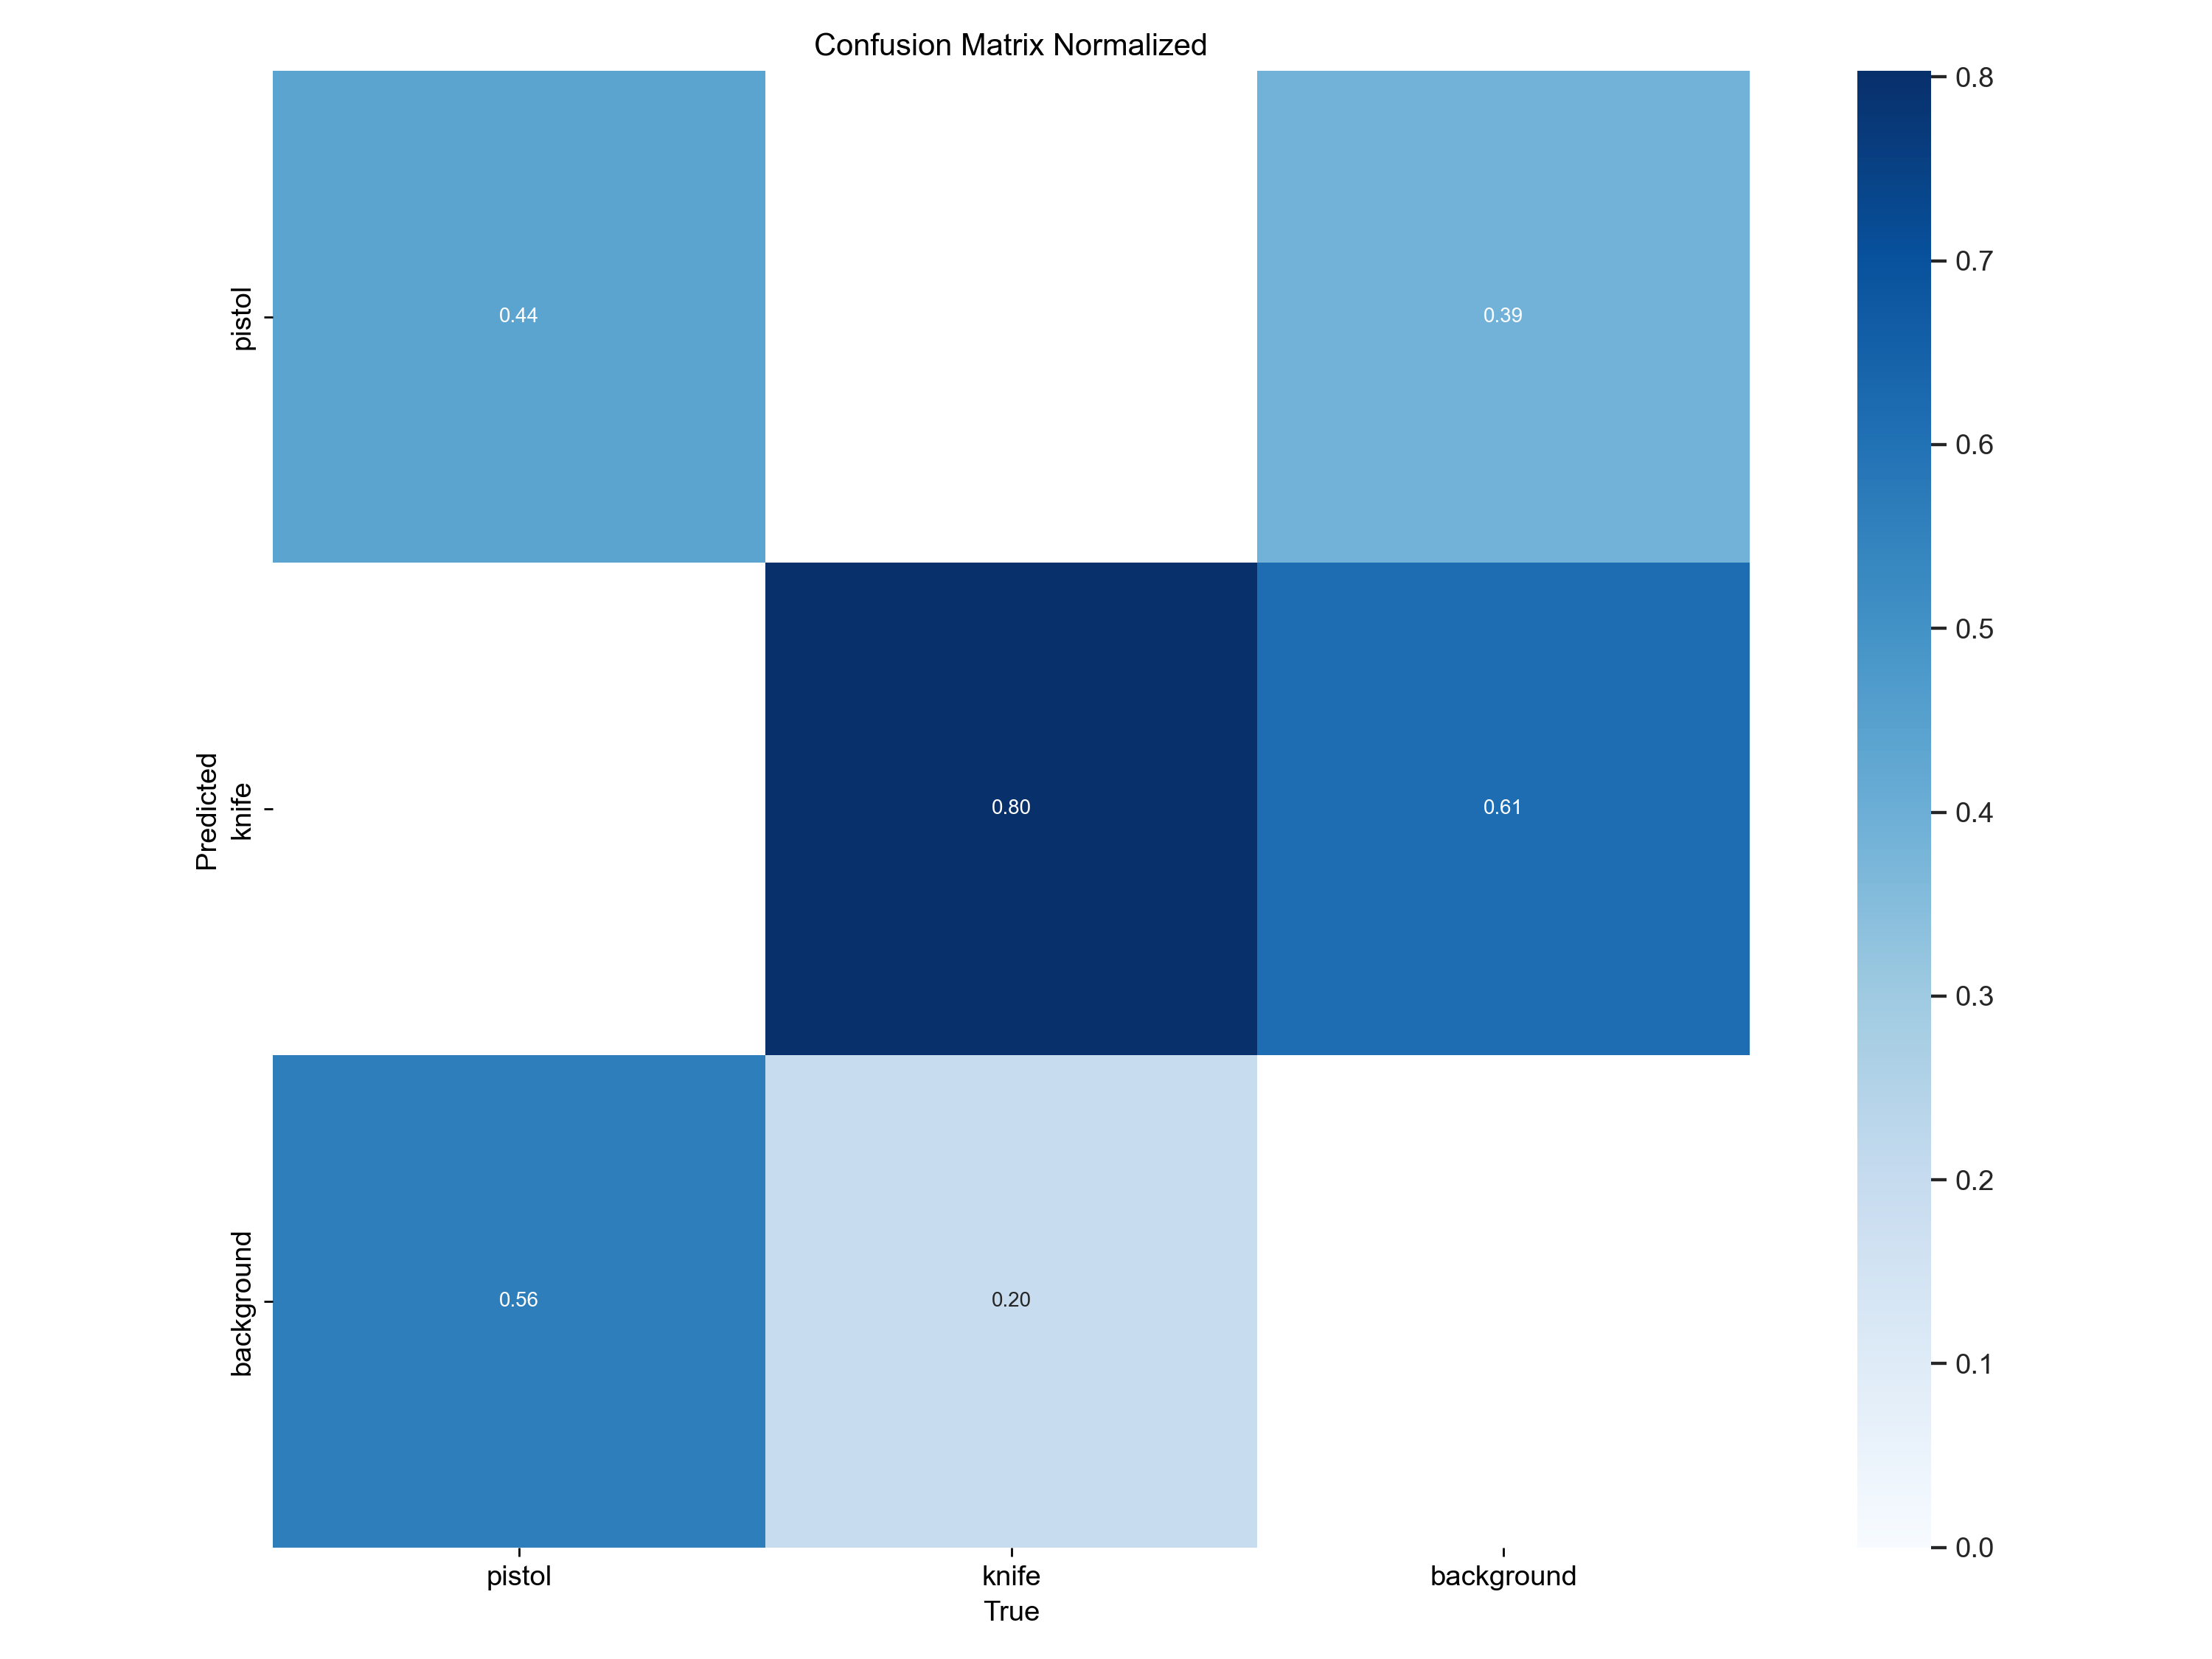 Confusion Matrix Normalized
Predicted
pistol
knife
background
0.44
0.39
0.80
0.61
0.56
0.20
pistol
knife
background
True
0.8
0.7
0.6
0.5
0.4
0.3
0.2
0.1
0.0